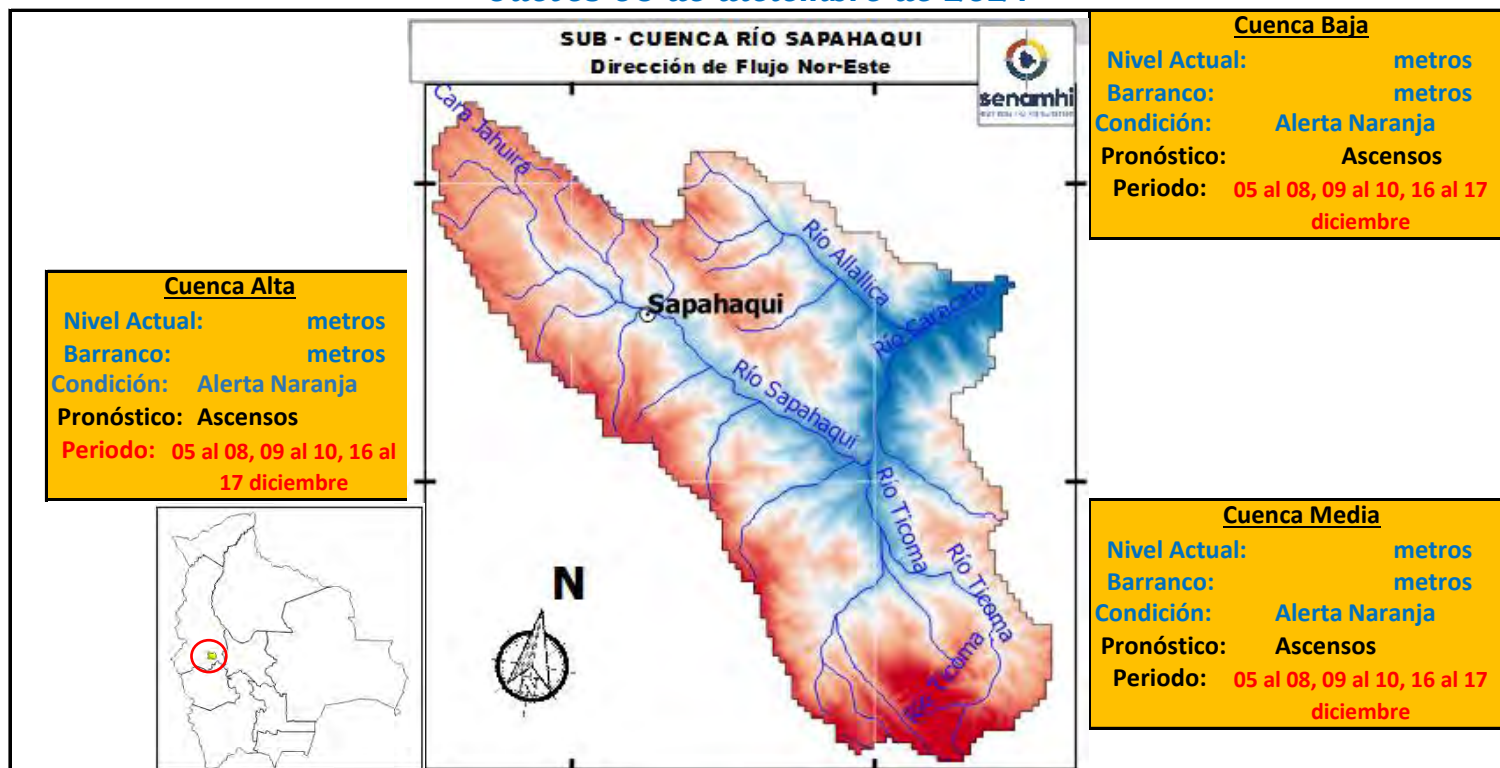 SUB - CUENCA RÍO SAPAHAQUI
Dirección de Flujo Nor-Este
senamhi
Cuenca Baja
Nivel Actual: metros
Barranco: metros
Condición: Alerta Naranja
Pronóstico: Ascensos
Periodo: 05 al 08, 09 al 10, 16 al 17
diciembre
Cuenca Alta
Nivel Actual: metros
Barranco: metros
Condición: Alerta Naranja
Pronóstico: Ascensos
Periodo: 05 al 08, 09 al 10, 16 al
17 diciembre
Cara Jahuira
Río Allallica
Sapahaqui
Río Caracato
Río Sapahaqui
Río Ticoma
Río Ticoma
Río Ticoma
N
Cuenca Media
Nivel Actual: metros
Barranco: metros
Condición: Alerta Naranja
Pronóstico: Ascensos
Periodo: 05 al 08, 09 al 10, 16 al 17
diciembre